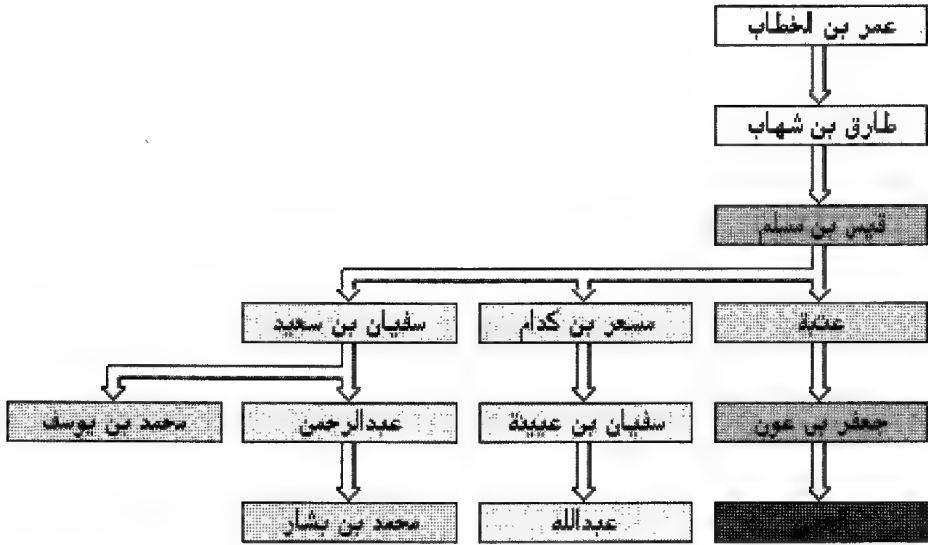 عمر بن الخطاب
طارق بن شهاب
قيس بن مسلم
عتبة
مسعر بن كدام
سفيان بن سعيد
جعفر بن عون
سفيان بن عيينة
عبدالرحمن
محمد بن يوسف
عبدالله
محمد بن بشار